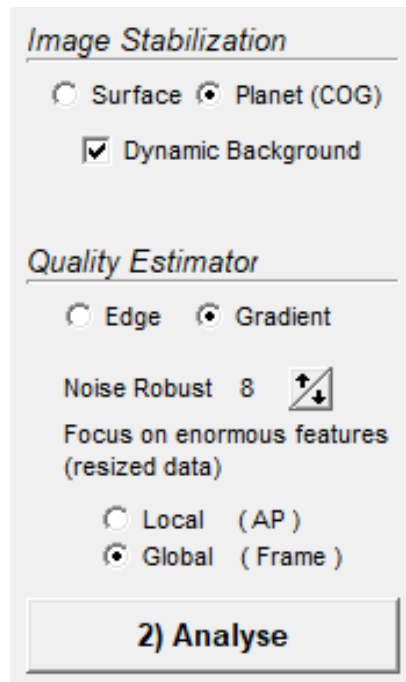 Image Stabilization
Surface Planet (COG)
Dynamic Background
Quality Estimator
Edge Gradient
Noise Robust 8
Focus on enormous features
(resized data)
Local (AP)
Global (Frame)
2) Analyse